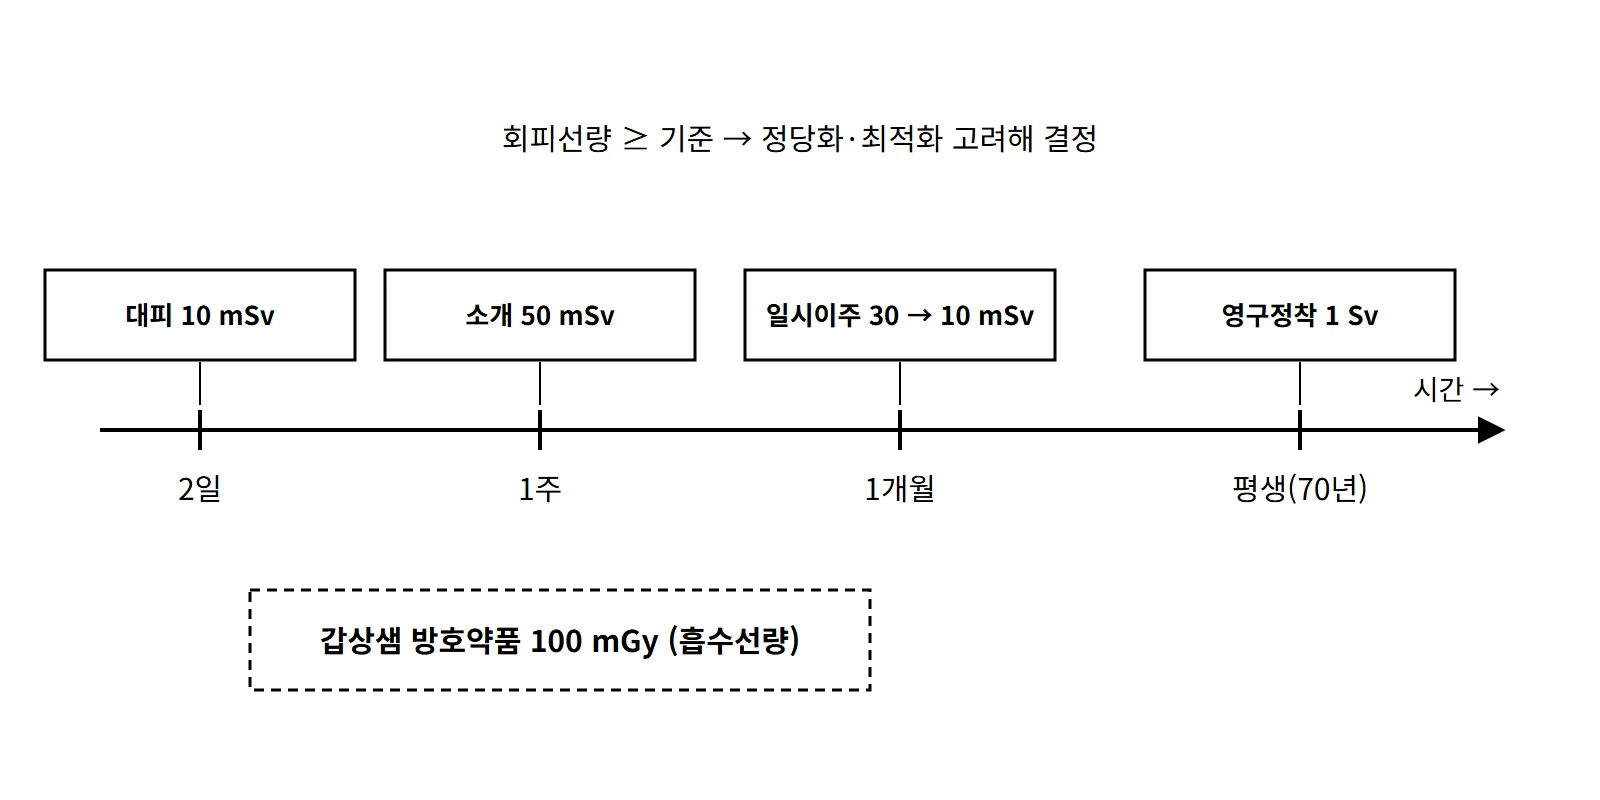 회피선량 ≥ 기준 → 정당화·최적화 고려해 결정
대피 10 mSv
소개 50 mSv
일시이주 30 → 10 mSv
영구정착 1 Sv
시간 →
2일
1주
1개월
평생(70년)
갑상샘 방호약품 100 mGy (흡수선량)